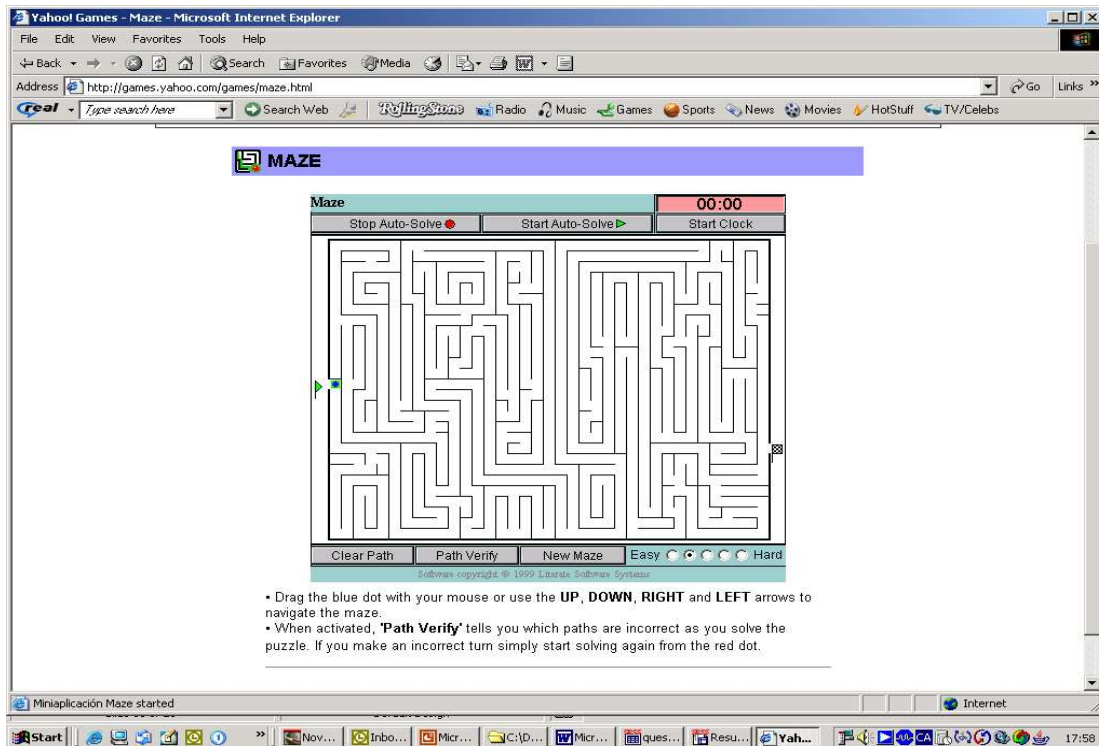 Yahoo! Games - Maze - Microsoft Internet Explorer
File Edit View Favorites Tools Help
Back Search Favorites Media
Address http://games.yahoo.com/games/maze.html Go Links »
real Type search here Search Web RollingStone Radio Music Games Sports News Movies HotStuff TV/Celebs
MAZE
Maze 00:00
Stop Auto-Solve Start Auto-Solve Start Clock
Clear Path Path Verify New Maze Easy Hard
Software copyright © 1999 Literate Software Systems
• Drag the blue dot with your mouse or use the UP, DOWN, RIGHT and LEFT arrows to
navigate the maze.
• When activated, 'Path Verify' tells you which paths are incorrect as you solve the
puzzle. If you make an incorrect turn simply start solving again from the red dot.
Miniaplicación Maze started Internet
Start » Nov... Inbo... Micr... C:\D... Micr... ques... Resu... Yah... CA 17:58